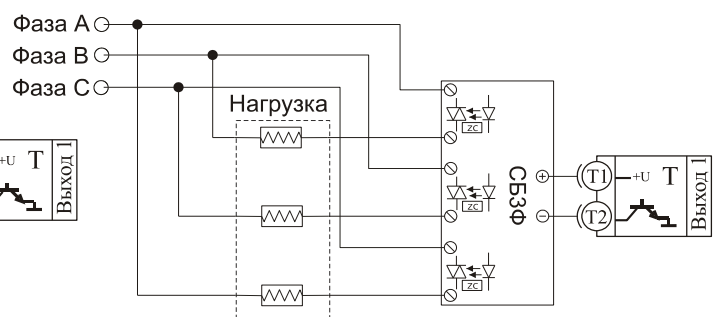 Фаза A
Фаза B
Фаза C
Нагрузка
+U T
Выход 1
ZC
ZC
ZC
СБ3Ф
+
−
T1
T2
+U T
Выход 1